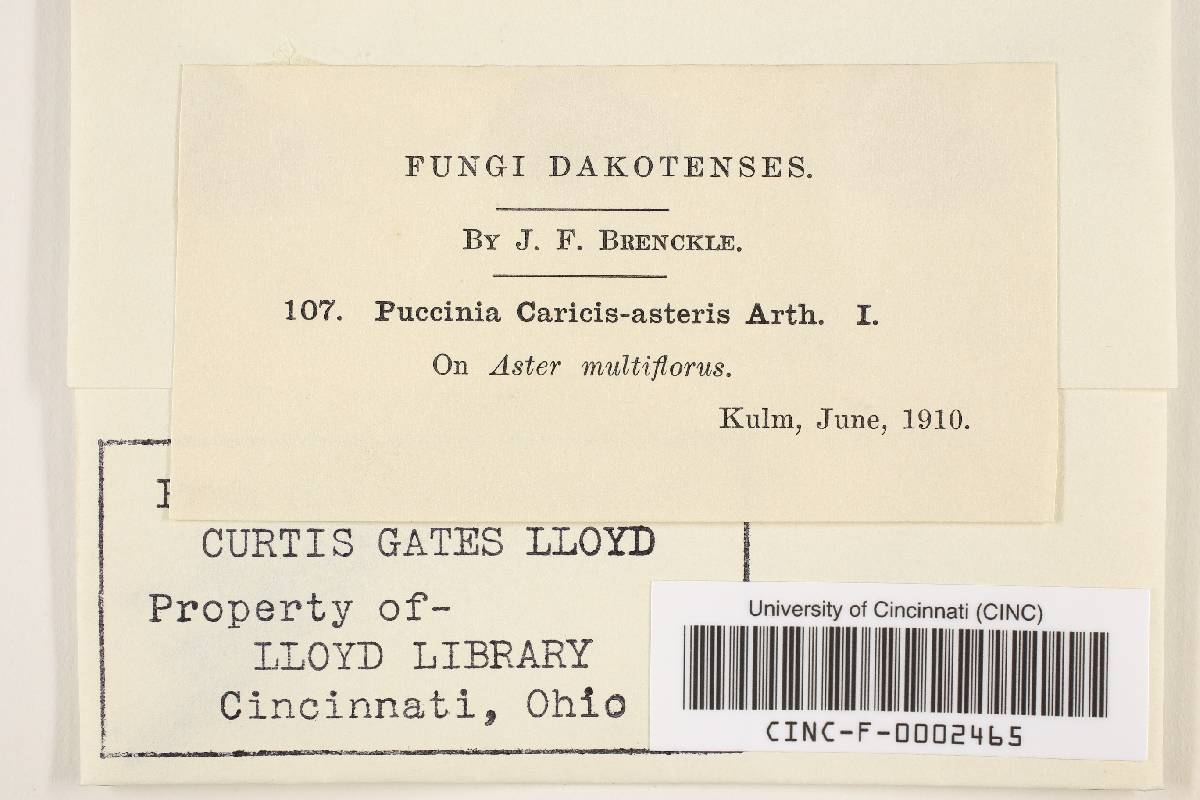 FUNGI DAKOTENSES.
BY J. F. BRENCKLE.
107. Puccinia Caricis-asteris Arth. I.
On Aster multiflorus.
Kulm, June, 1910.
CURTIS GATES LLOYD
Property of-
LLOYD LIBRARY
Cincinnati, Ohio
University of Cincinnati (CINC)
CINC-F-0002465